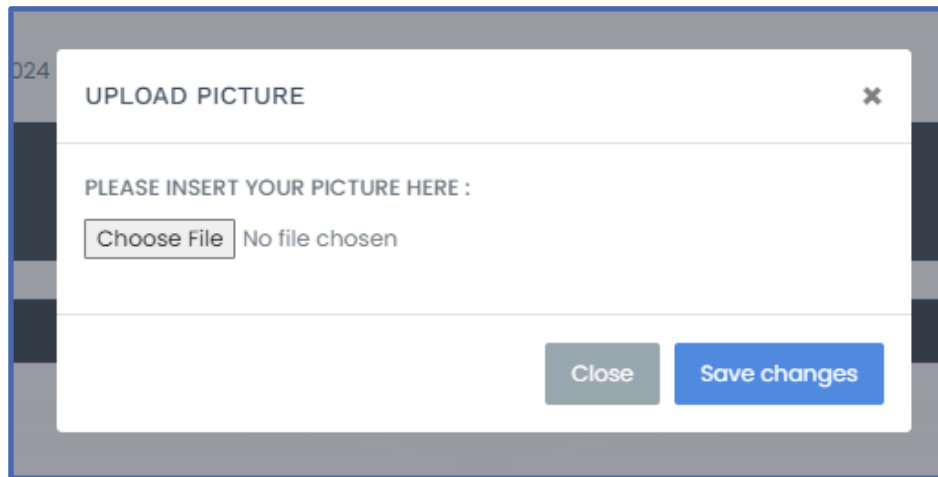 024
UPLOAD PICTURE ×
PLEASE INSERT YOUR PICTURE HERE :
Choose File No file chosen
Close Save changes